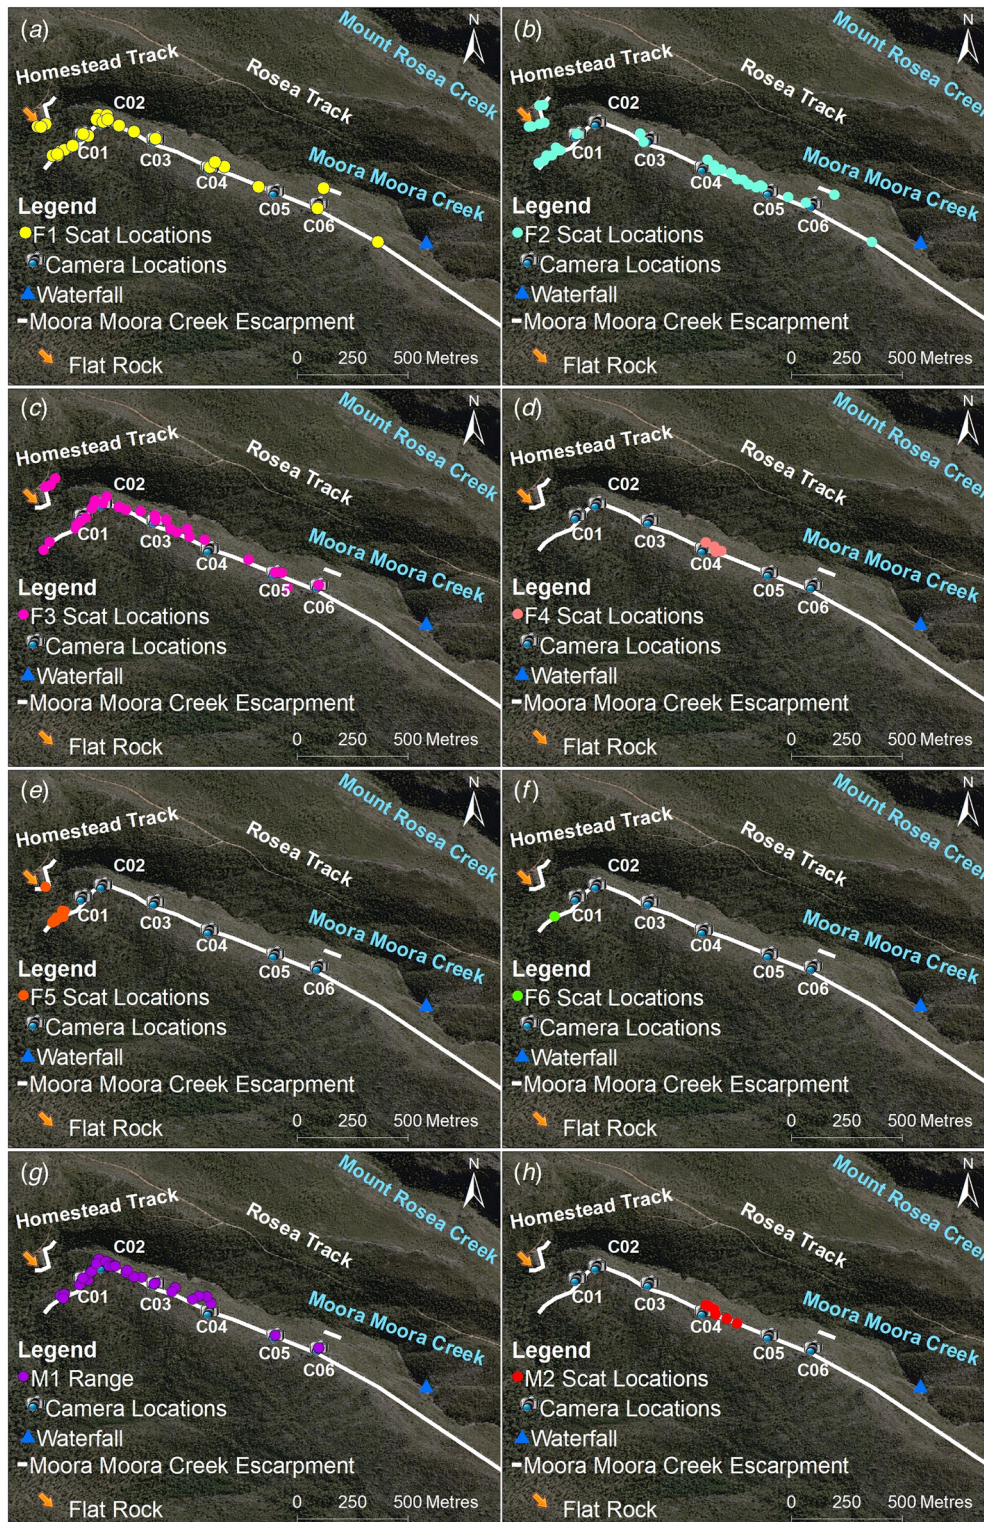 (a)
N
Mount Rosea Creek
Homestead Track
Rosea Track
C02
C01
C03
Moora Moora Creek
C04
C05
C06
Legend
F1 Scat Locations
Camera Locations
Waterfall
Moora Moora Creek Escarpment
Flat Rock
0 250 500 Metres
(b)
N
Mount Rosea Creek
Homestead Track
Rosea Track
C02
C01
C03
Moora Moora Creek
C04
C05
C06
Legend
F2 Scat Locations
Camera Locations
Waterfall
Moora Moora Creek Escarpment
Flat Rock
0 250 500 Metres
(c)
N
Mount Rosea Creek
Homestead Track
Rosea Track
C02
C01
C03
Moora Moora Creek
C04
C05
C06
Legend
F3 Scat Locations
Camera Locations
Waterfall
Moora Moora Creek Escarpment
Flat Rock
0 250 500 Metres
(d)
N
Mount Rosea Creek
Homestead Track
Rosea Track
C02
C01
C03
Moora Moora Creek
C04
C05
C06
Legend
F4 Scat Locations
Camera Locations
Waterfall
Moora Moora Creek Escarpment
Flat Rock
0 250 500 Metres
(e)
N
Mount Rosea Creek
Homestead Track
Rosea Track
C02
C01
C03
Moora Moora Creek
C04
C05
C06
Legend
F5 Scat Locations
Camera Locations
Waterfall
Moora Moora Creek Escarpment
Flat Rock
0 250 500 Metres
(f)
N
Mount Rosea Creek
Homestead Track
Rosea Track
C02
C01
C03
Moora Moora Creek
C04
C05
C06
Legend
F6 Scat Locations
Camera Locations
Waterfall
Moora Moora Creek Escarpment
Flat Rock
0 250 500 Metres
(g)
N
Mount Rosea Creek
Homestead Track
Rosea Track
C02
C01
C03
Moora Moora Creek
C04
C05
C06
Legend
M1 Range
Camera Locations
Waterfall
Moora Moora Creek Escarpment
Flat Rock
0 250 500 Metres
(h)
N
Mount Rosea Creek
Homestead Track
Rosea Track
C02
C01
C03
Moora Moora Creek
C04
C05
C06
Legend
M2 Scat Locations
Camera Locations
Waterfall
Moora Moora Creek Escarpment
Flat Rock
0 250 500 Metres